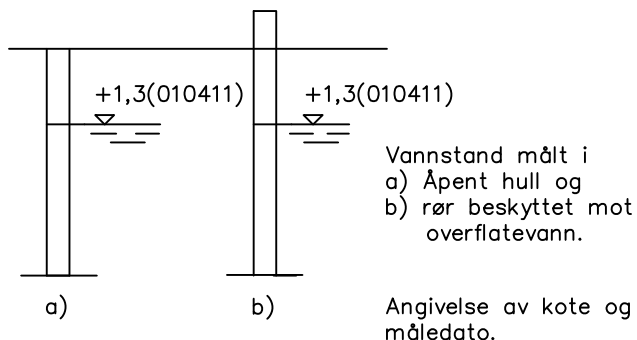 +1,3(010411) +1,3(010411)
Vannstand målt i
a) Åpent hull og
b) rør beskyttet mot
overflatevann.
a) b) Angivelse av kote og
måledato.